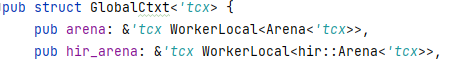 pub struct GlobalCtxt<'tcx> {
    pub arena: &'tcx WorkerLocal<Arena<'tcx>>,
    pub hir_arena: &'tcx WorkerLocal<hir::Arena<'tcx>>,